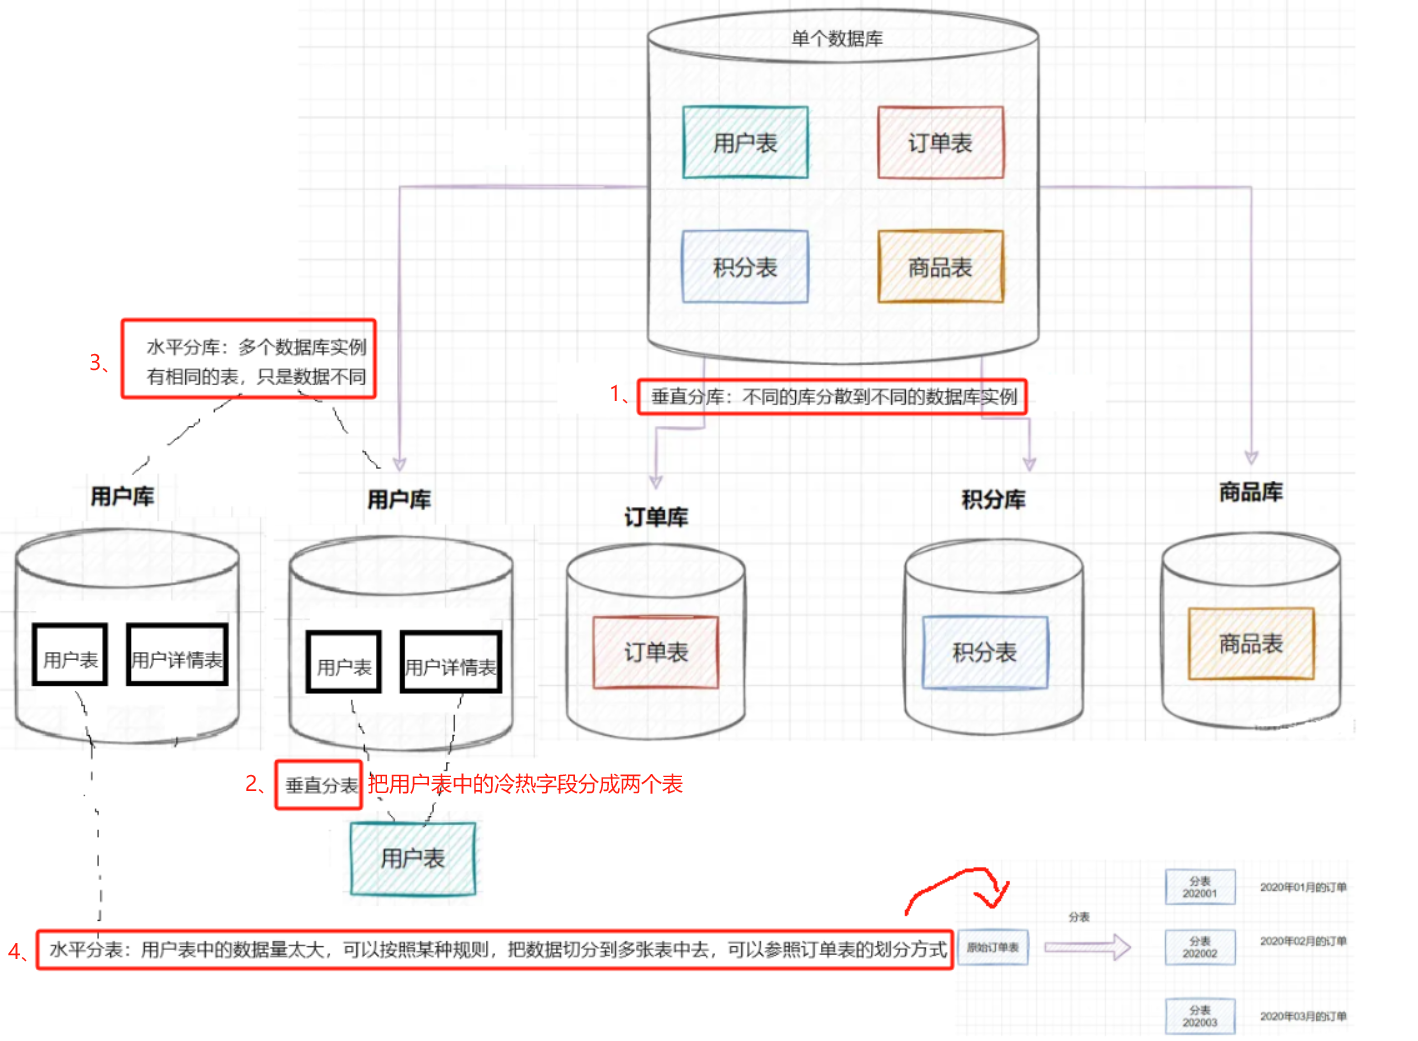 单个数据库
用户表
订单表
积分表
商品表
3、
水平分库：多个数据库实例
有相同的表，只是数据不同
1、
垂直分库：不同的库分散到不同的数据库实例
用户库
用户库
订单库
积分库
商品库
用户表
用户详情表
用户表
用户详情表
订单表
积分表
商品表
2、
垂直分表
把用户表中的冷热字段分成两个表
用户表
4、
水平分表：用户表中的数据量太大，可以按照某种规则，把数据切分到多张表中去，可以参照订单表的划分方式
原始订单表
分表
分表
202001
2020年01月的订单
分表
202002
2020年02月的订单
分表
202003
2020年03月的订单